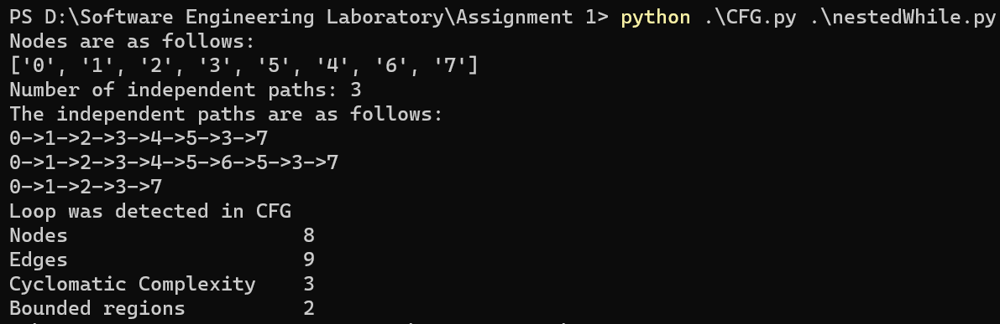 PS D:\Software Engineering Laboratory\Assignment 1> python .\CFG.py .\nestedWhile.py
Nodes are as follows:
['0', '1', '2', '3', '5', '4', '6', '7']
Number of independent paths: 3
The independent paths are as follows:
0->1->2->3->4->5->3->7
0->1->2->3->4->5->6->5->3->7
0->1->2->3->7
Loop was detected in CFG
Nodes 8
Edges 9
Cyclomatic Complexity 3
Bounded regions 2